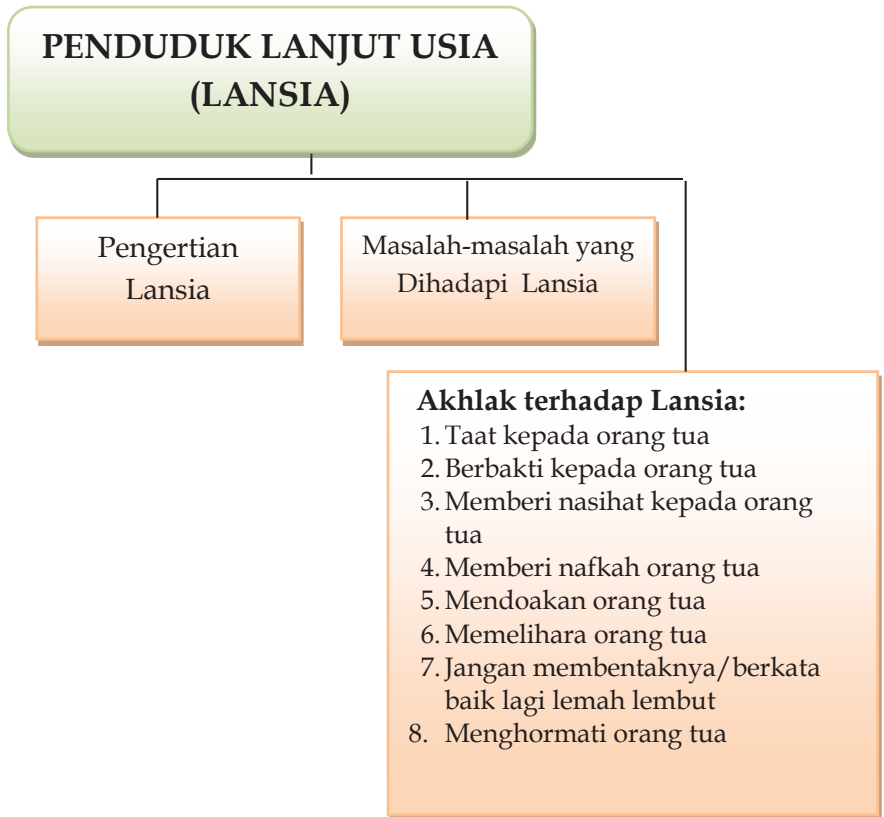 PENDUDUK LANJUT USIA
(LANSIA)
Pengertian
Lansia
Masalah-masalah yang
Dihadapi Lansia
Akhlak terhadap Lansia:
1. Taat kepada orang tua
2. Berbakti kepada orang tua
3. Memberi nasihat kepada orang
tua
4. Memberi nafkah orang tua
5. Mendoakan orang tua
6. Memelihara orang tua
7. Jangan membentaknya/berkata
baik lagi lemah lembut
8. Menghormati orang tua